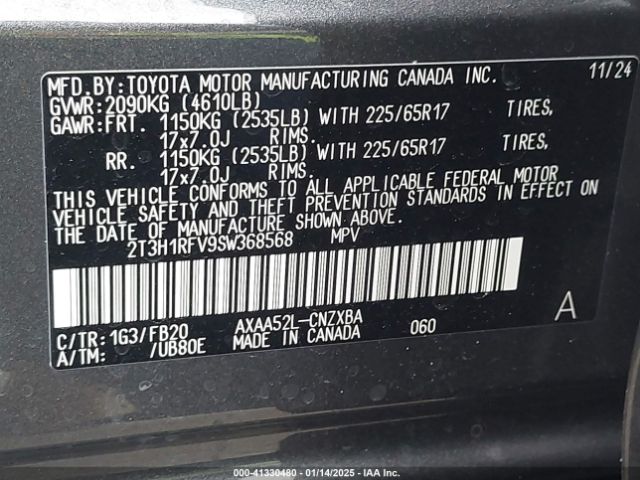 MFD.BY:TOYOTA MOTOR MANUFACTURING CANADA INC. 11/24
GVWR:2090KG (4610LB)
GAWR:FRT. 1150KG (2535LB) WITH 225/65R17 TIRES,
17x7.0J RIMS.
RR. 1150KG (2535LB) WITH 225/65R17 TIRES,
17x7.0J RIMS.
THIS VEHICLE CONFORMS TO ALL APPLICABLE FEDERAL MOTOR
VEHICLE SAFETY AND THEFT PREVENTION STANDARDS IN EFFECT ON
THE DATE OF MANUFACTURE SHOWN ABOVE.
2T3H1RFV9SW368568 MPV
A
C/TR:1G3/FB20 AXAA52L-CNZXBA 060
A/TM: /UB80E MADE IN CANADA
000-41330480 - 01/14/2025 - IAA Inc.